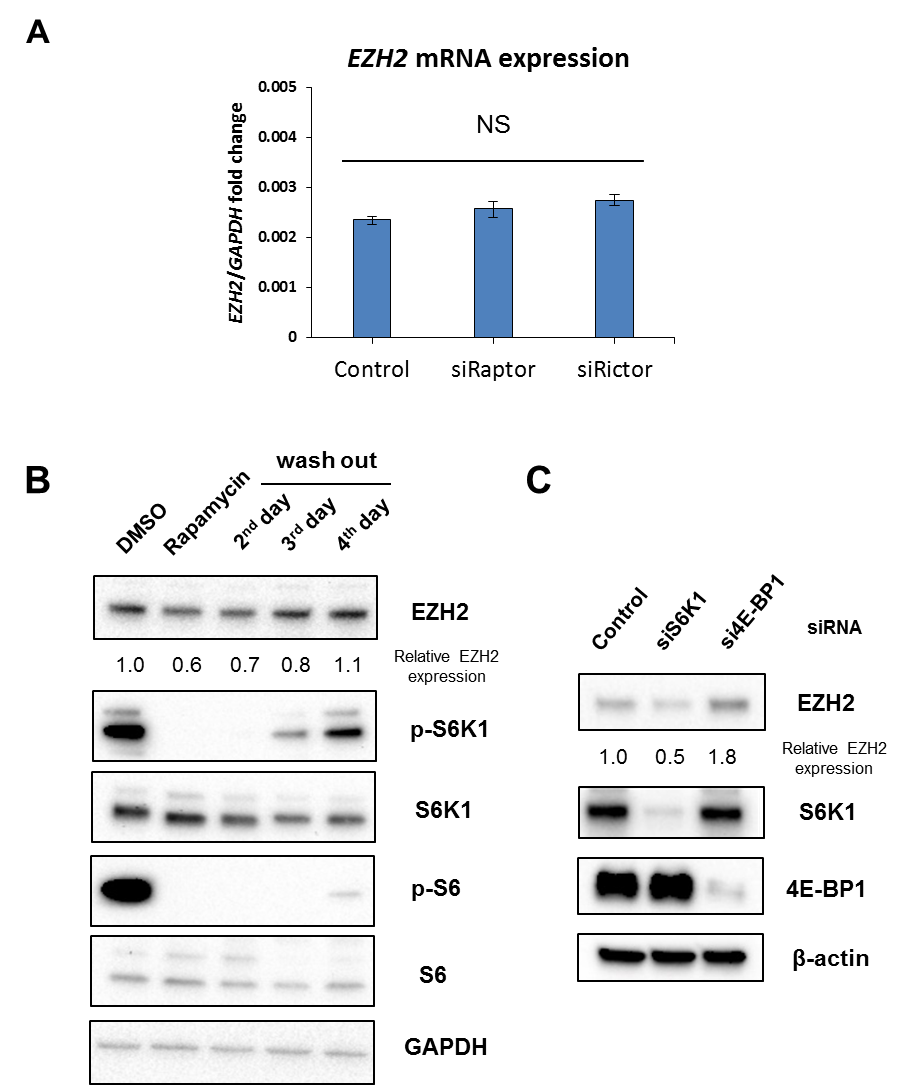 A
EZH2 mRNA expression
EZH2/GAPDH fold change
0.005
0.004
0.003
0.002
0.001
0
NS
Control siRaptor siRictor
B
wash out
DMSO Rapamycin 2nd day 3rd day 4th day
EZH2
1.0 0.6 0.7 0.8 1.1
Relative EZH2
expression
p-S6K1
S6K1
p-S6
S6
GAPDH
C
Control siS6K1 si4E-BP1
siRNA
EZH2
1.0 0.5 1.8
Relative EZH2
expression
S6K1
4E-BP1
β-actin